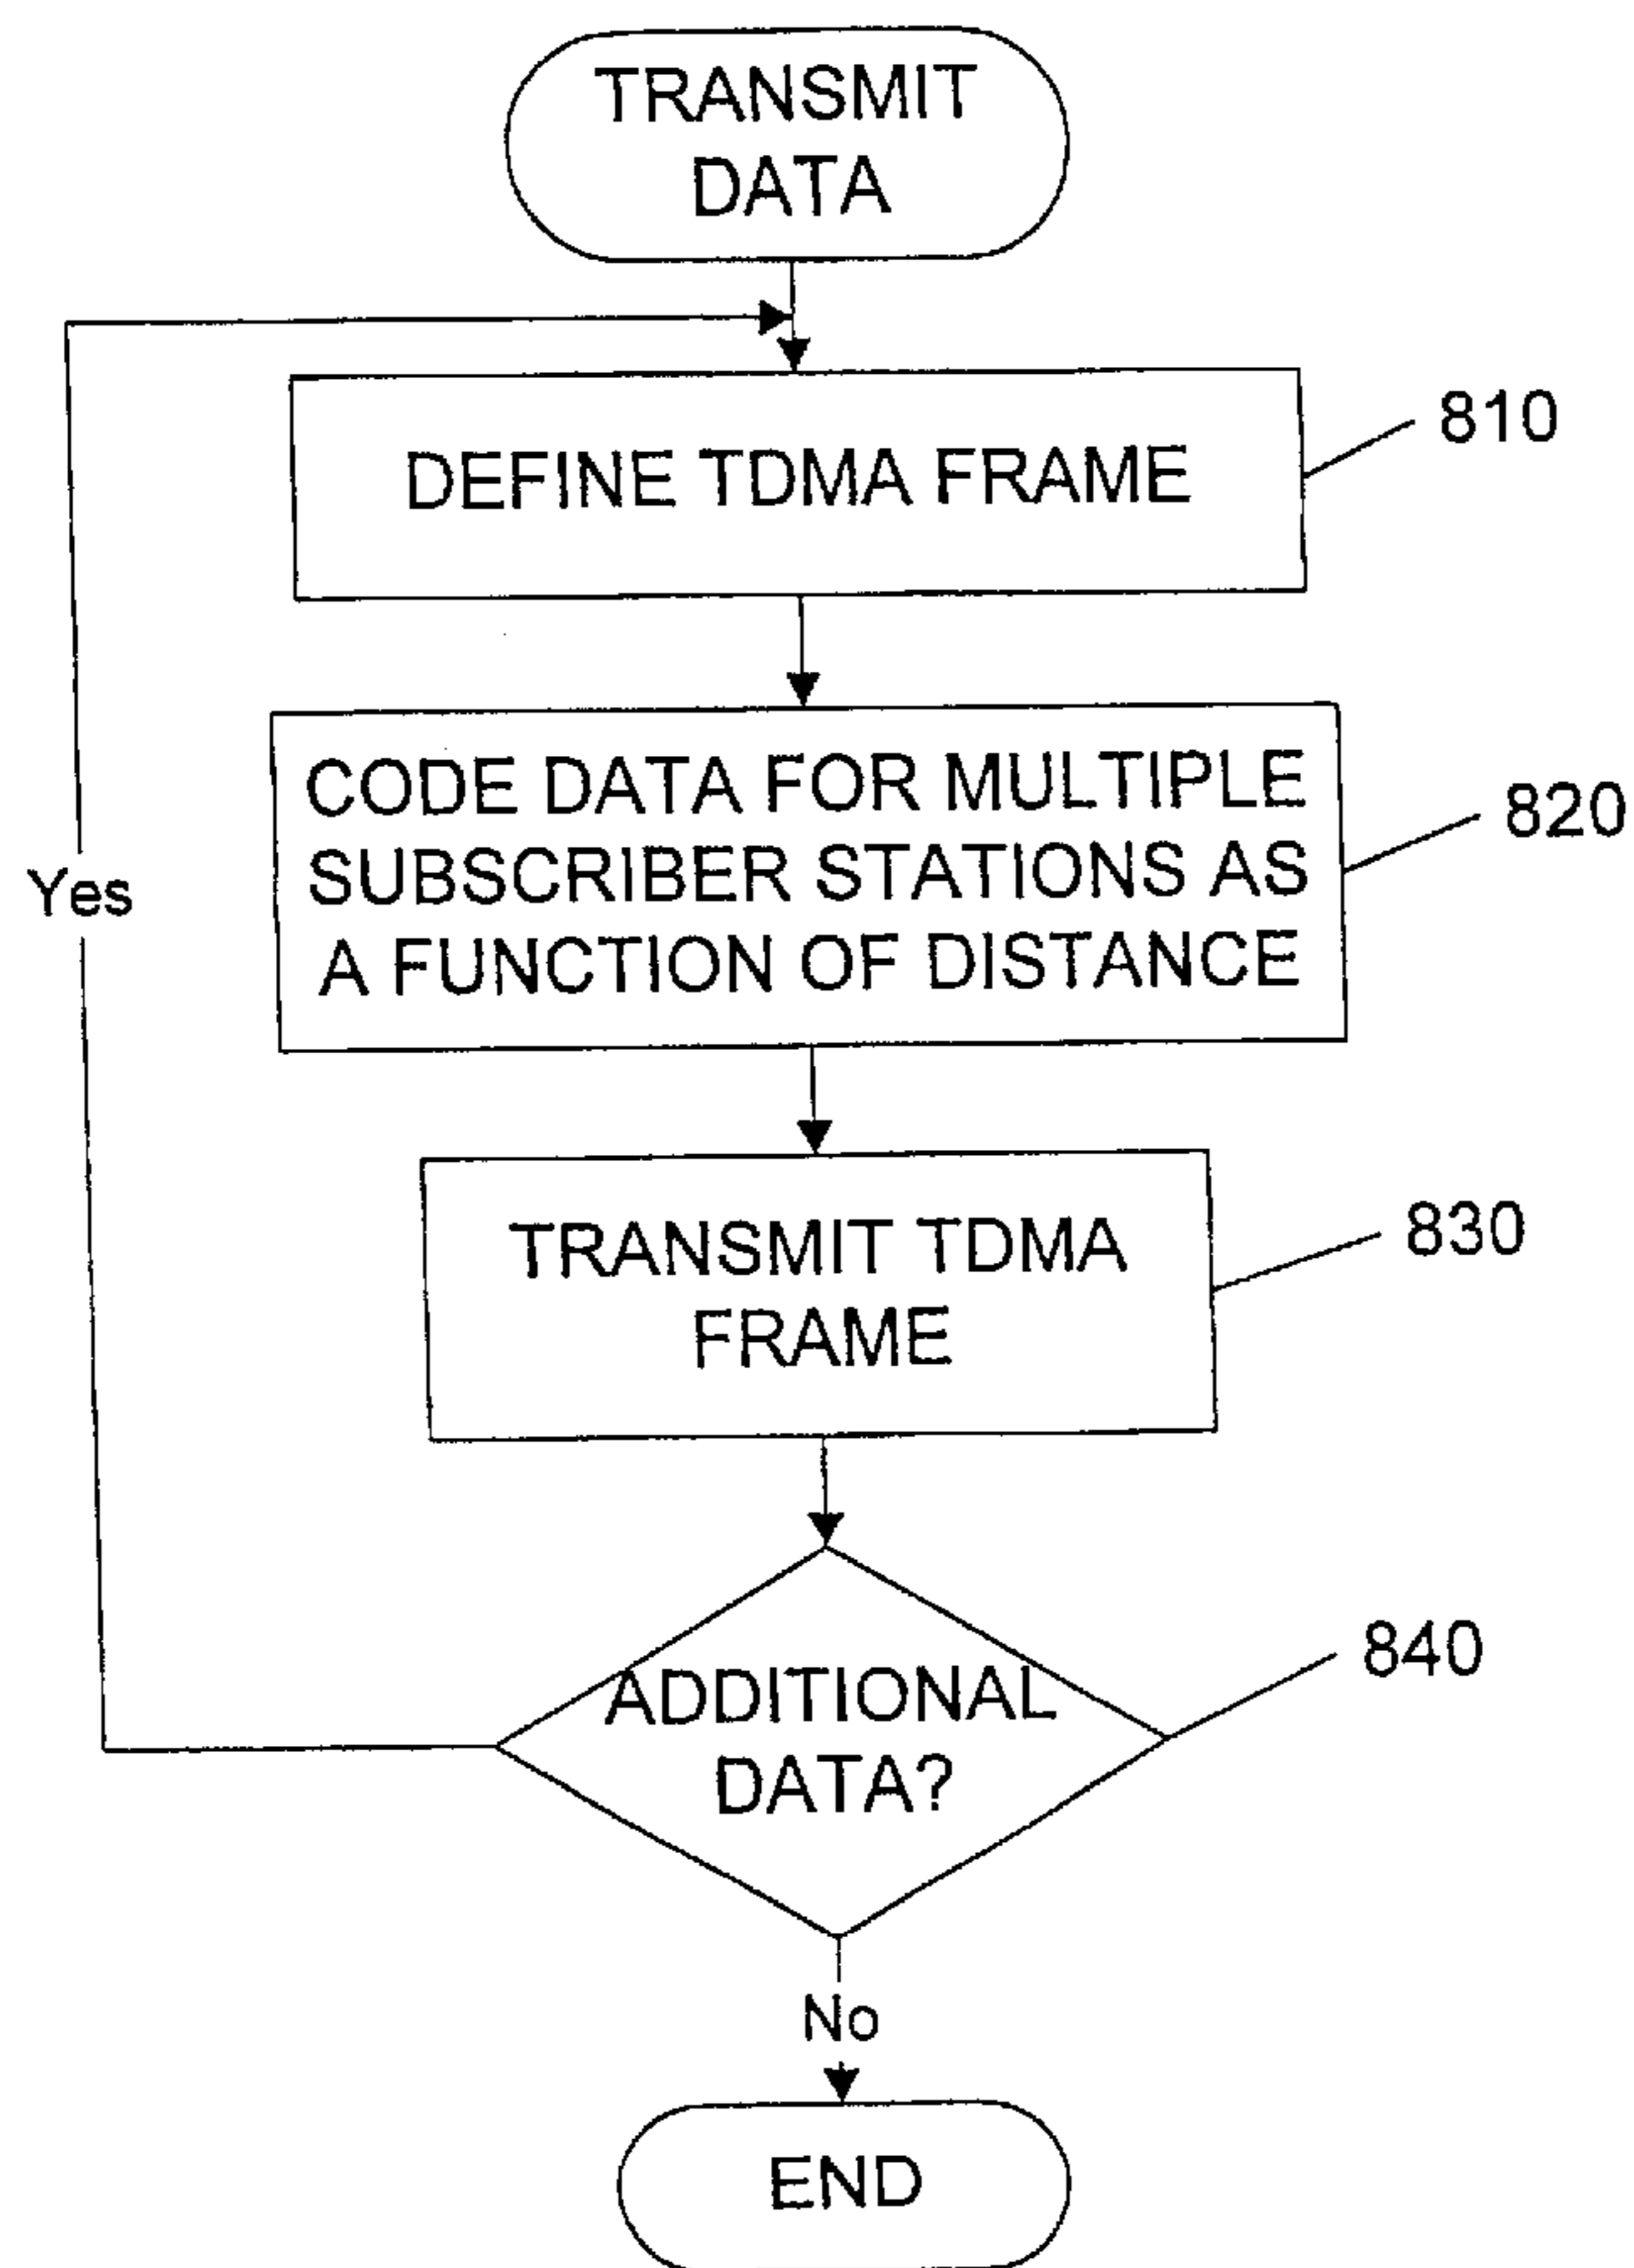 TRANSMIT
DATA
DEFINE TDMA FRAME
810
CODE DATA FOR MULTIPLE
SUBSCRIBER STATIONS AS
A FUNCTION OF DISTANCE
820
Yes
TRANSMIT TDMA
FRAME
830
ADDITIONAL
DATA?
840
No
END